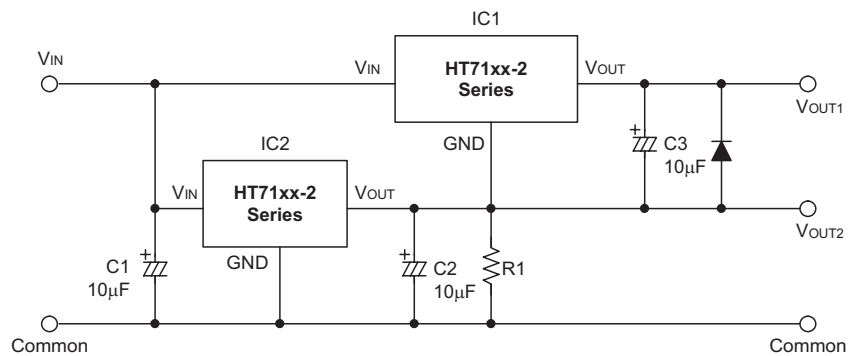 IC1
VIN
VIN
HT71xx-2
Series
VOUT
VOUT1
GND
C3
10μF
IC2
VIN
HT71xx-2
Series
VOUT
VOUT2
GND
C1
10μF
C2
10μF
R1
Common
Common